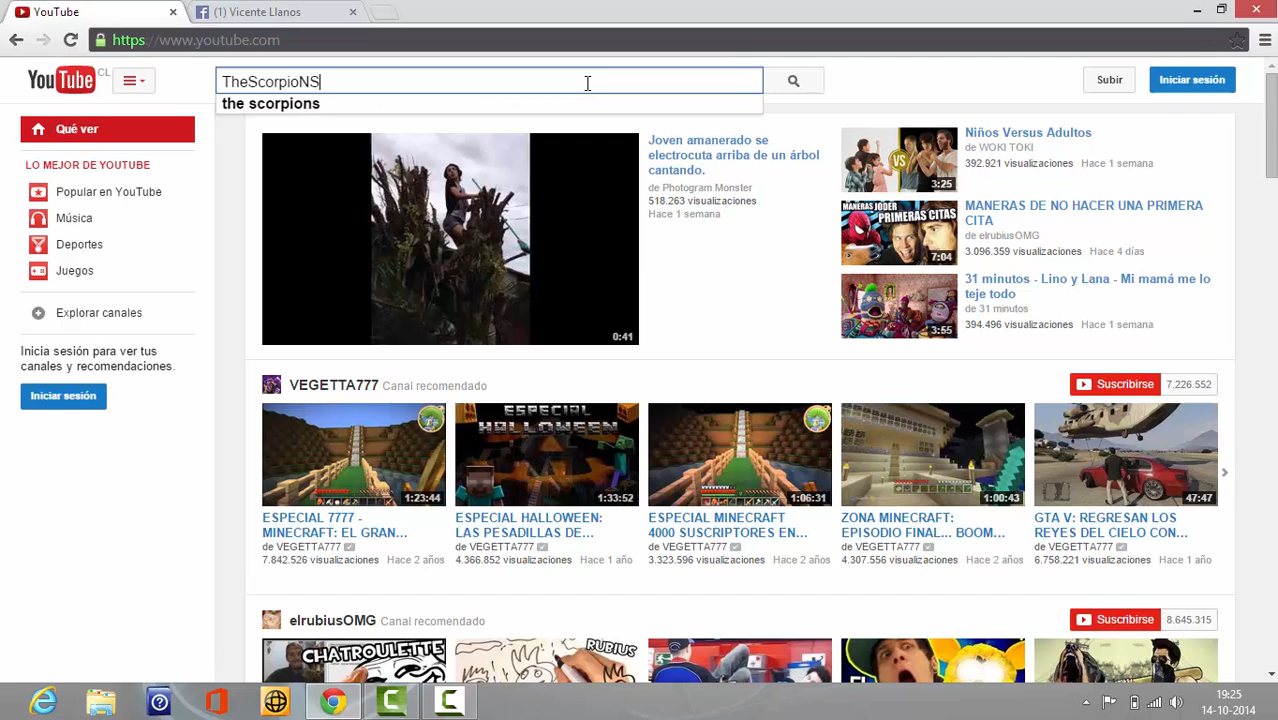 YouTube
(1) Vicente Llanos
https://www.youtube.com
YouTube CL
TheScorpioNS
the scorpions
Subir
Iniciar sesión
Qué ver
LO MEJOR DE YOUTUBE
Popular en YouTube
Música
Deportes
Juegos
Explorar canales
Inicia sesión para ver tus
canales y recomendaciones.
Iniciar sesión
0:41
Joven amanerado se
electrocuta arriba de un árbol
cantando.
de Photogram Monster
518.263 visualizaciones
Hace 1 semana
VS
3:25
Niños Versus Adultos
de WOKI TOKI
392.921 visualizaciones Hace 1 semana
MANERAS JODER
PRIMERAS CITAS
7:04
MANERAS DE NO HACER UNA PRIMERA
CITA
de elrubiusOMG
3.096.359 visualizaciones Hace 4 días
3:55
31 minutos - Lino y Lana - Mi mamá me lo
teje todo
de 31 minutos
394.496 visualizaciones Hace 1 semana
VEGETTA777 Canal recomendado
Suscribirse 7.226.552
1:23:44
ESPECIAL 7777 -
MINECRAFT: EL GRAN...
de VEGETTA777
7.842.526 visualizaciones Hace 2 años
ESPECIAL
HALLOWEEN
1:33:52
ESPECIAL HALLOWEEN:
LAS PESADILLAS DE...
de VEGETTA777
4.366.852 visualizaciones Hace 1 año
1:06:31
ESPECIAL MINECRAFT
4000 SUSCRIPTORES EN...
de VEGETTA777
3.323.596 visualizaciones Hace 2 años
1:00:43
ZONA MINECRAFT:
EPISODIO FINAL... BOOM...
de VEGETTA777
4.307.556 visualizaciones Hace 2 años
47:47
GTA V: REGRESAN LOS
REYES DEL CIELO CON...
de VEGETTA777
6.758.221 visualizaciones Hace 1 año
elrubiusOMG Canal recomendado
Suscribirse 8.645.315
CHATROULETTE
RUBIUS
19:25
14-10-2014